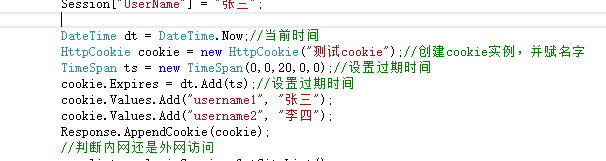 Session["UserName"] = "张三";
DateTime dt = DateTime.Now;//当前时间
HttpCookie cookie = new HttpCookie("测试cookie");//创建cookie实例，并赋名字
TimeSpan ts = new TimeSpan(0,0,20,0,0);//设置过期时间
cookie.Expires = dt.Add(ts);//设置过期时间
cookie.Values.Add("username1", "张三");
cookie.Values.Add("username2", "李四");
Response.AppendCookie(cookie);
//判断内网还是外网访问